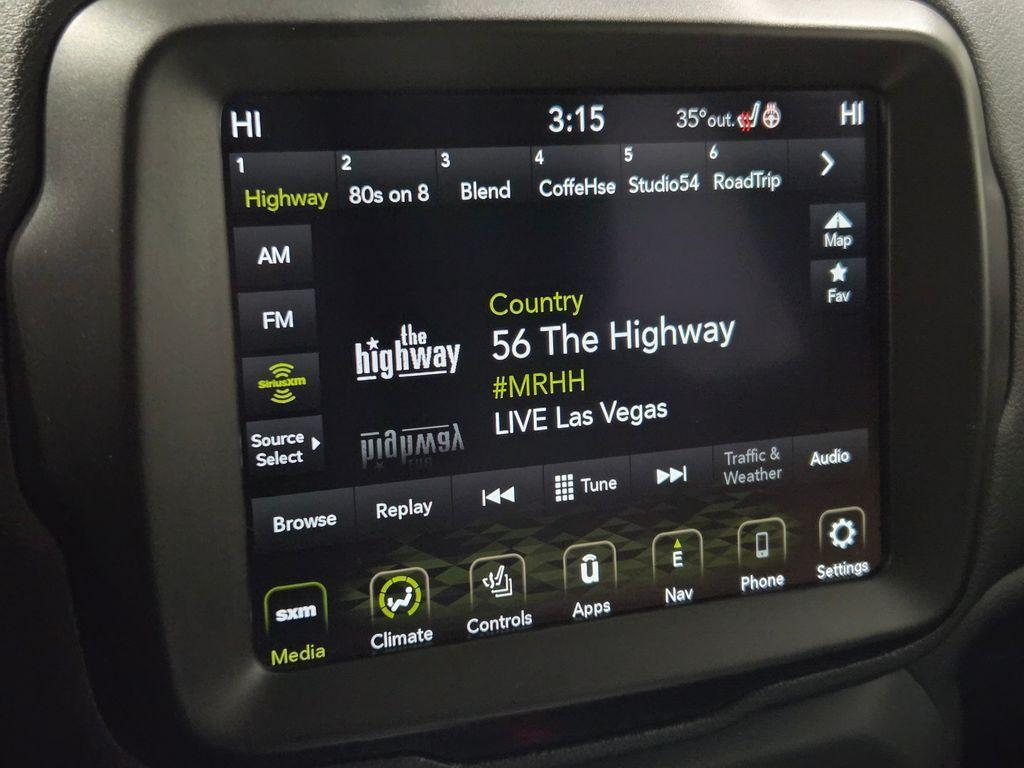 HI 3:15 35° out. HI
1 2 3 4 5 6
Highway 80s on 8 Blend CoffeHse Studio54 RoadTrip
AM
Map
FM
Fav
SiriusXM
Source
Select
the
highway
Country
56 The Highway
#MRHH
LIVE Las Vegas
Browse Replay Tune
Traffic &
Weather
Audio
sxm
Media
Climate
Controls
ū
Apps
E
Nav
Phone
Settings